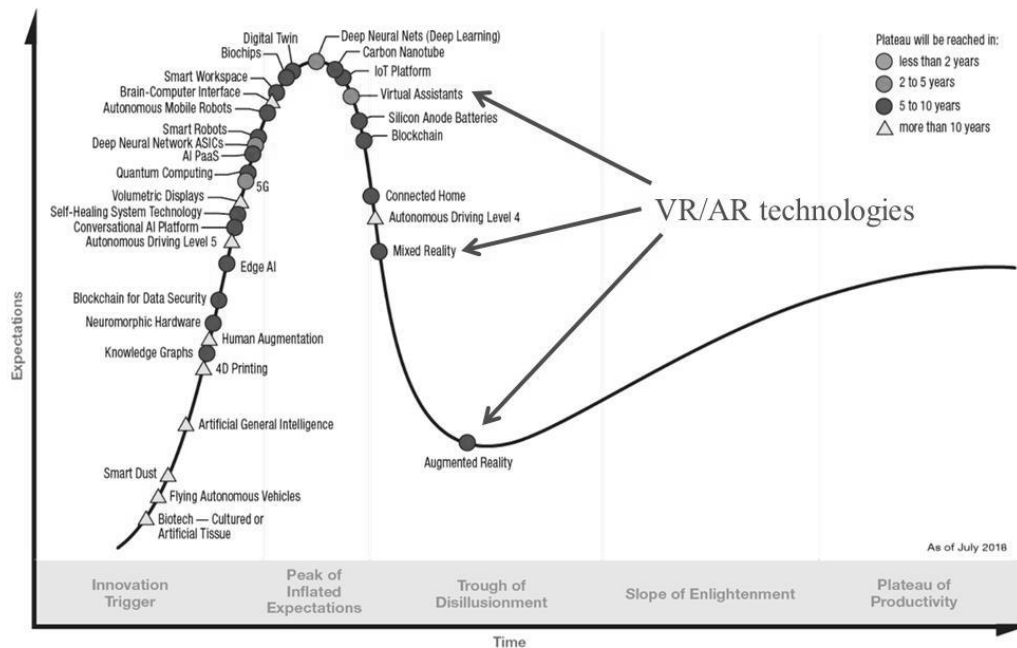 Expectations
Digital Twin
Biochips
Smart Workspace
Brain-Computer Interface
Autonomous Mobile Robots
Smart Robots
Deep Neural Network ASICs
AI PaaS
Quantum Computing
5G
Volumetric Displays
Self-Healing System Technology
Conversational AI Platform
Autonomous Driving Level 5
Edge AI
Blockchain for Data Security
Neuromorphic Hardware
Human Augmentation
Knowledge Graphs
4D Printing
Artificial General Intelligence
Smart Dust
Flying Autonomous Vehicles
Biotech — Cultured or
Artificial Tissue
Deep Neural Nets (Deep Learning)
Carbon Nanotube
IoT Platform
Virtual Assistants
Silicon Anode Batteries
Blockchain
Connected Home
Autonomous Driving Level 4
Mixed Reality
Augmented Reality
VR/AR technologies
Plateau will be reached in:
less than 2 years
2 to 5 years
5 to 10 years
more than 10 years
As of July 2018
Innovation
Trigger
Peak of
Inflated
Expectations
Trough of
Disillusionment
Slope of Enlightenment
Plateau of
Productivity
Time